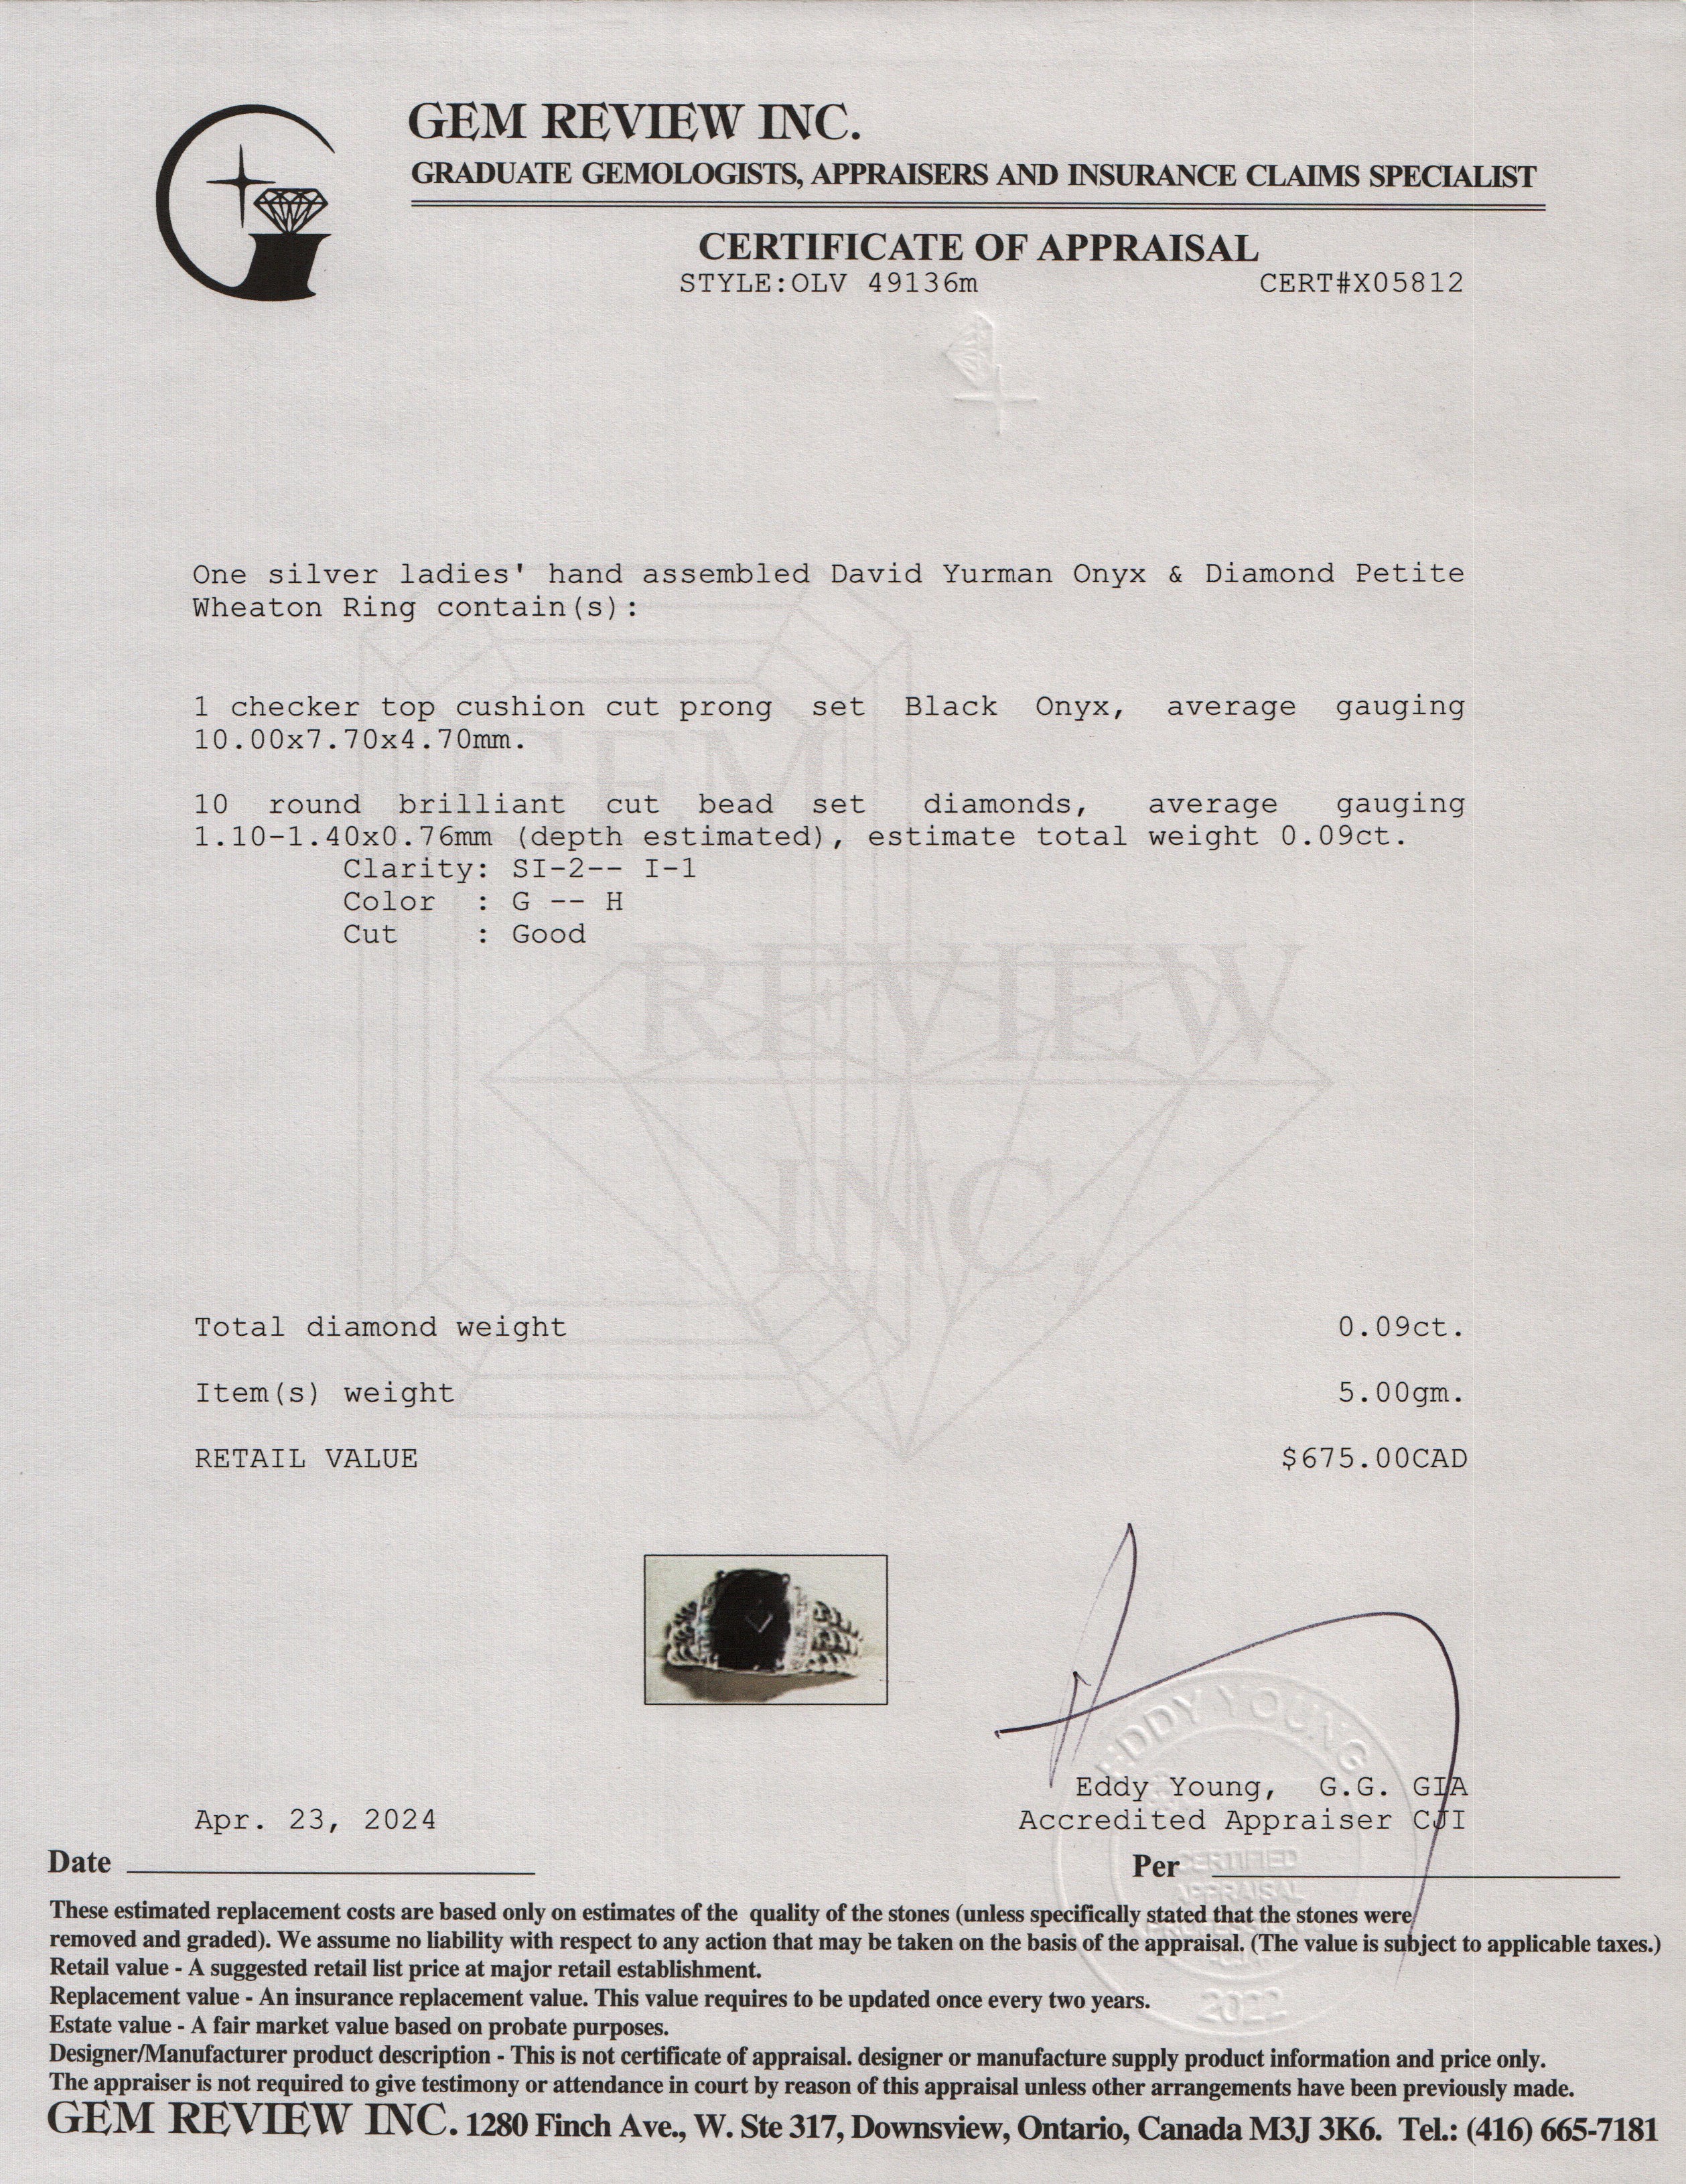 GEM REVIEW INC.
GRADUATE GEMOLOGISTS, APPRAISERS AND INSURANCE CLAIMS SPECIALIST
CERTIFICATE OF APPRAISAL
STYLE:OLV 49136m CERT#X05812
One silver ladies' hand assembled David Yurman Onyx & Diamond Petite
Wheaton Ring contain(s):
1 checker top cushion cut prong set Black Onyx, average gauging
10.00x7.70x4.70mm.
10 round brilliant cut bead set diamonds, average gauging
1.10-1.40x0.76mm (depth estimated), estimate total weight 0.09ct.
Clarity: SI-2-- I-1
Color : G -- H
Cut : Good
GEM
REVIEW
INC.
Total diamond weight 0.09ct.
Item(s) weight 5.00gm.
RETAIL VALUE $675.00CAD
EDDY YOUNG
Eddy Young, G.G. GIA
Apr. 23, 2024 Accredited Appraiser CJI
Date Per
CERTIFIED
APPRAISAL
PROFESSIONAL
2022
These estimated replacement costs are based only on estimates of the quality of the stones (unless specifically stated that the stones were
removed and graded). We assume no liability with respect to any action that may be taken on the basis of the appraisal. (The value is subject to applicable taxes.)
Retail value - A suggested retail list price at major retail establishment.
Replacement value - An insurance replacement value. This value requires to be updated once every two years.
Estate value - A fair market value based on probate purposes.
Designer/Manufacturer product description - This is not certificate of appraisal. designer or manufacture supply product information and price only.
The appraiser is not required to give testimony or attendance in court by reason of this appraisal unless other arrangements have been previously made.
GEM REVIEW INC. 1280 Finch Ave., W. Ste 317, Downsview, Ontario, Canada M3J 3K6. Tel.: (416) 665-7181